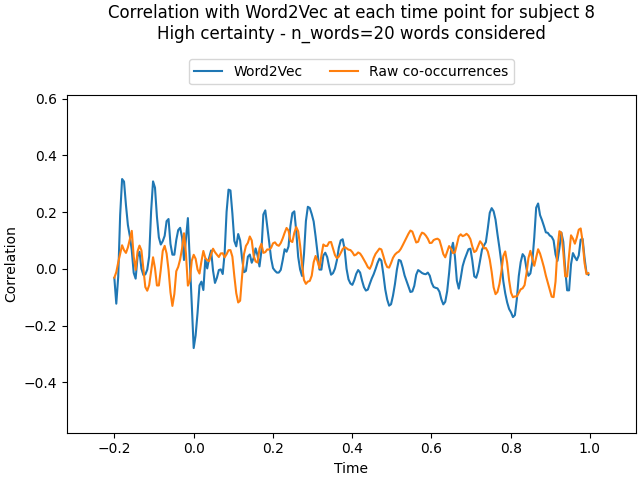 Correlation with Word2Vec at each time point for subject 8
High certainty - n_words=20 words considered
Word2Vec
Raw co-occurrences
0.6
0.4
0.2
0.0
−0.2
−0.4
Correlation
−0.2
0.0
0.2
0.4
0.6
0.8
1.0
Time